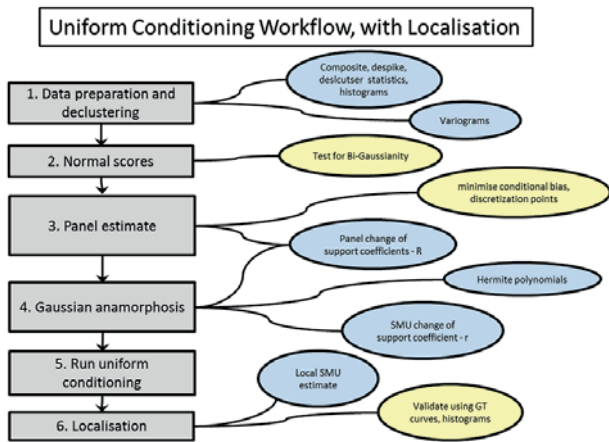 Uniform Conditioning Workflow, with Localisation
1. Data preparation and
declustering
Composite, despike,
deslcutser statistics,
histograms
Variograms
2. Normal scores
Test for Bi-Gaussianity
3. Panel estimate
minimise conditional bias,
discretization points
Panel change of
support coefficients - R
4. Gaussian anamorphosis
Hermite polynomials
SMU change of
support coefficient - r
5. Run uniform
conditioning
Local SMU
estimate
6. Localisation
Validate using GT
curves, histograms